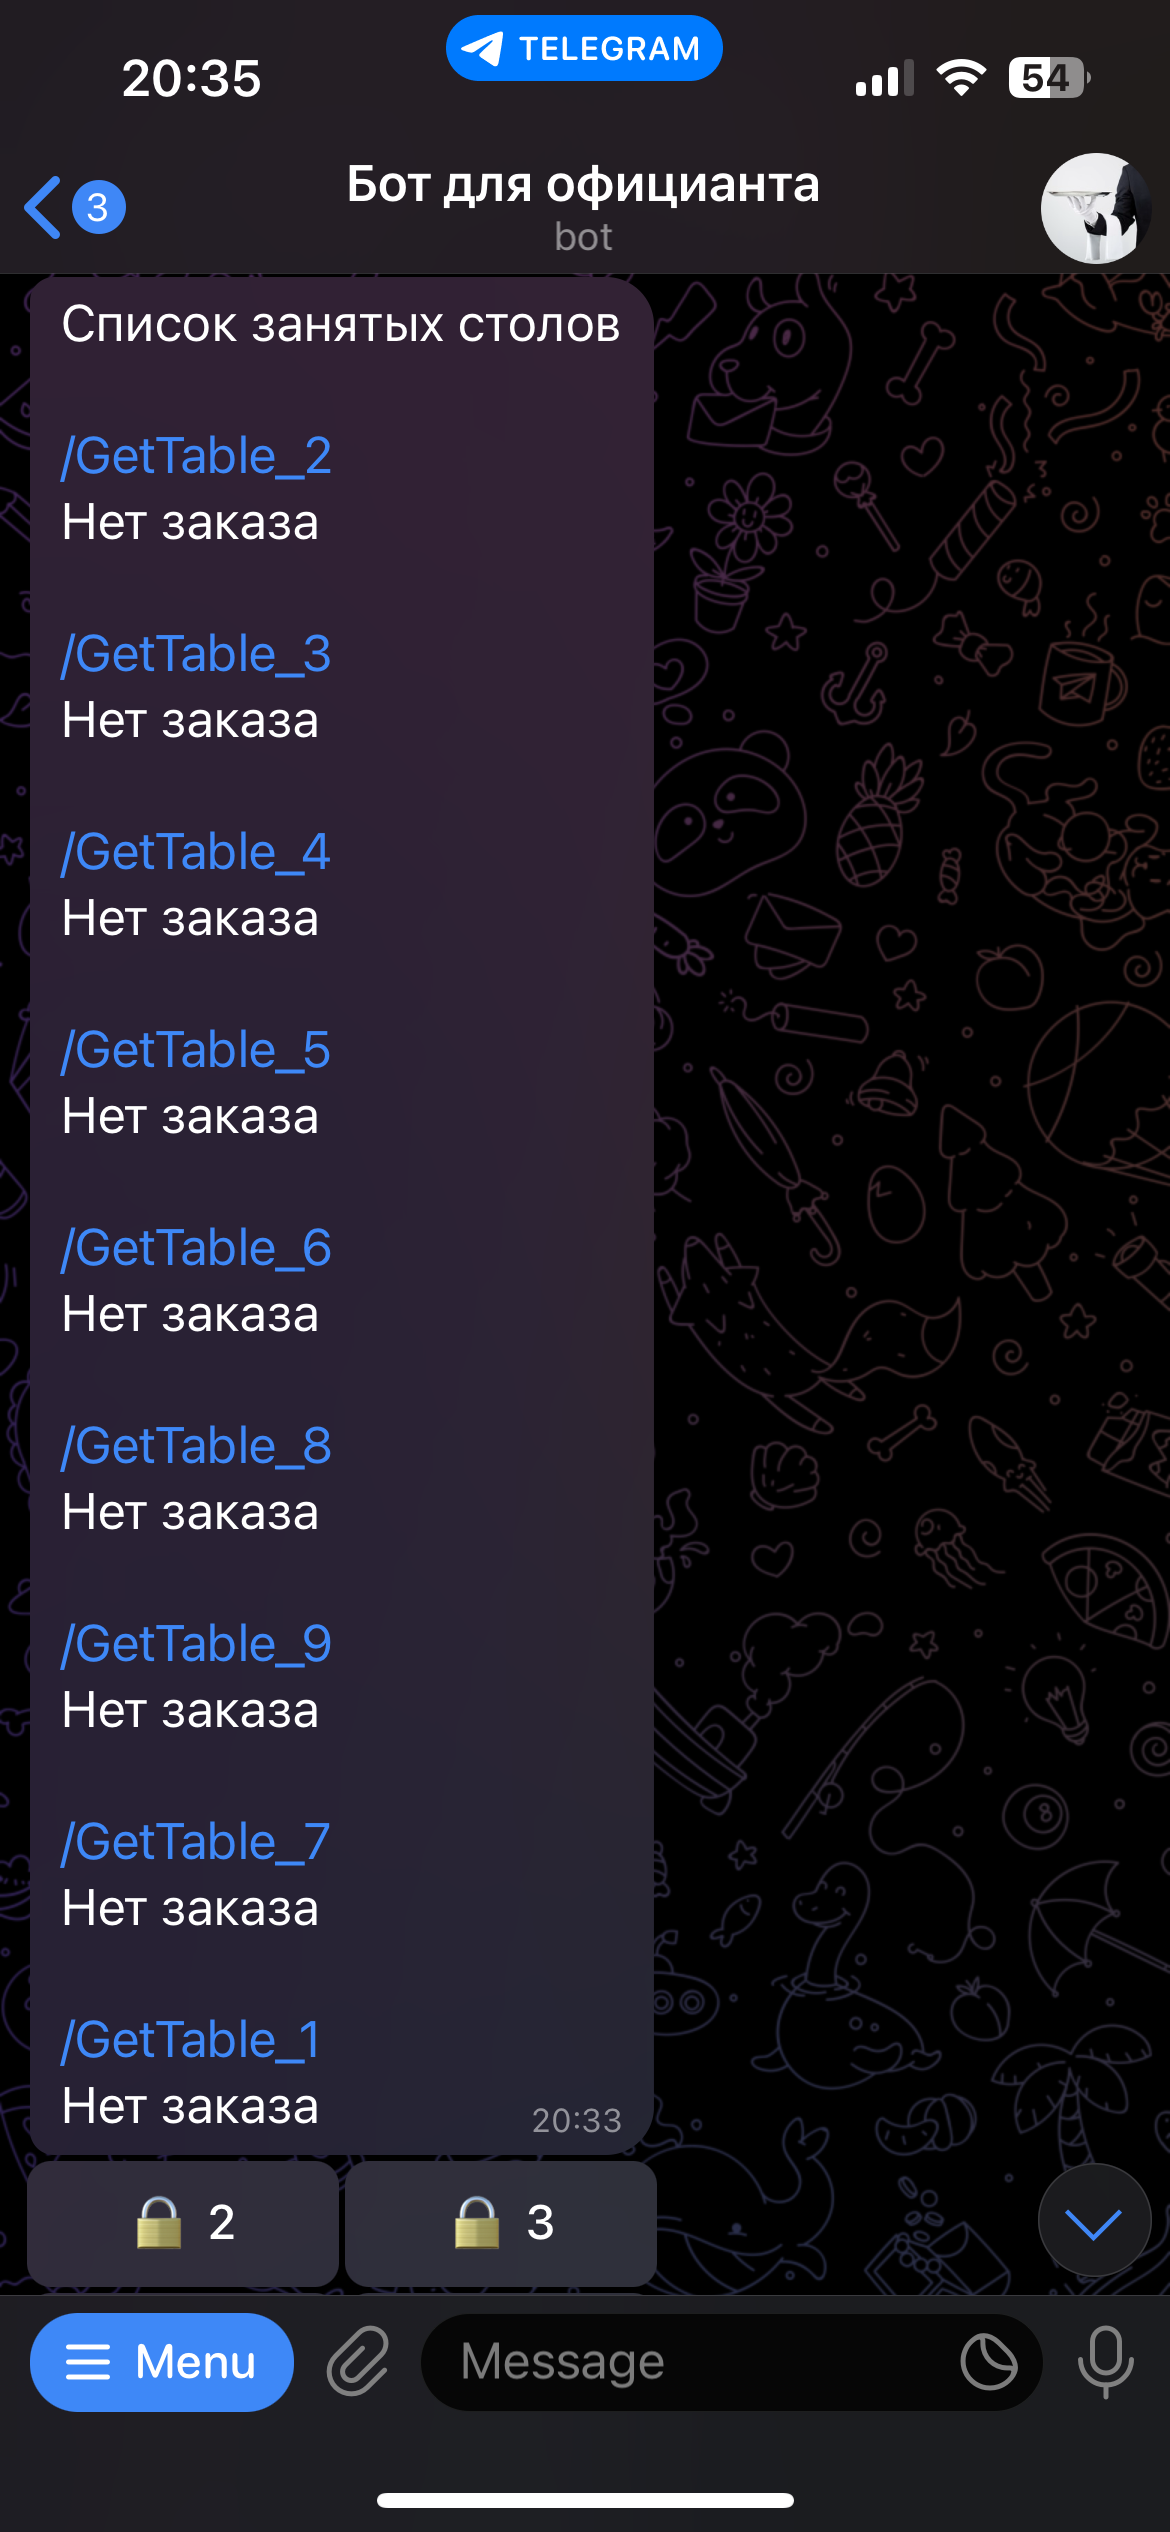 20:35
TELEGRAM
54
3
Бот для официанта
bot
Список занятых столов
/GetTable_2
Нет заказа
/GetTable_3
Нет заказа
/GetTable_4
Нет заказа
/GetTable_5
Нет заказа
/GetTable_6
Нет заказа
/GetTable_8
Нет заказа
/GetTable_9
Нет заказа
/GetTable_7
Нет заказа
/GetTable_1
Нет заказа
20:33
🔒 2
🔒 3
Menu
Message